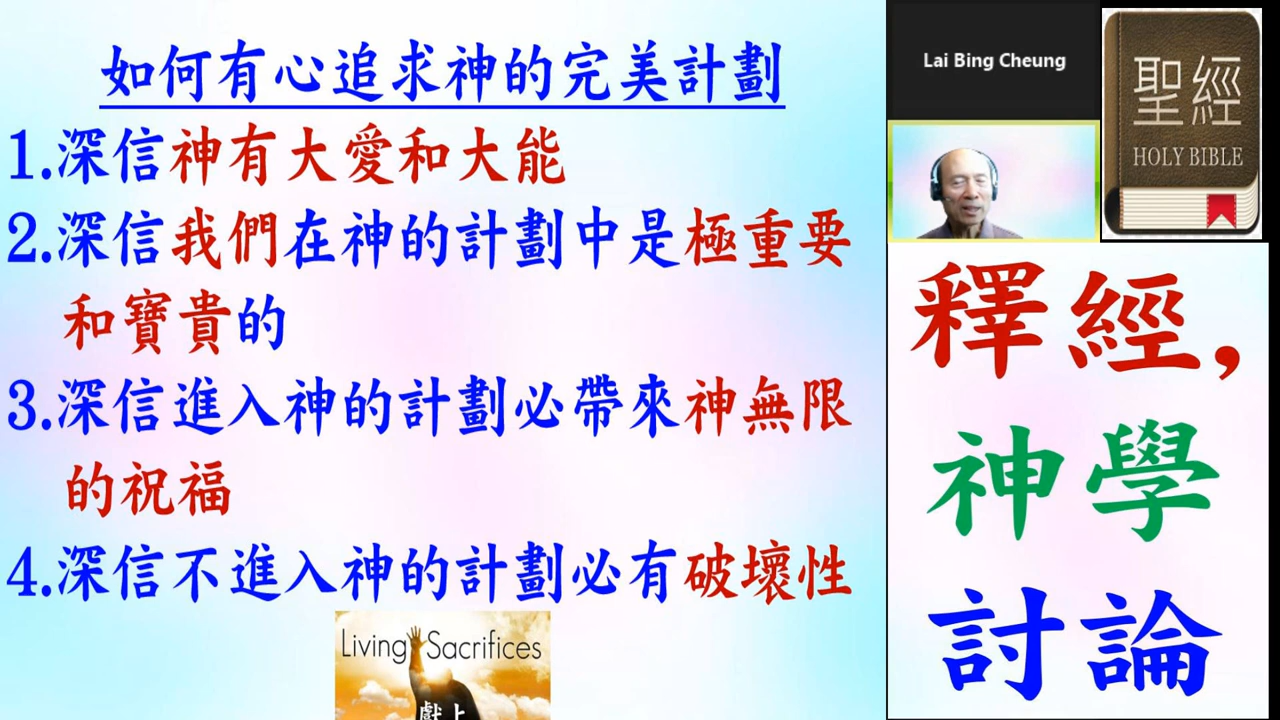 如何有心追求神的完美計劃
1.深信神有大愛和大能
2.深信我們在神的計劃中是極重要
和寶貴的
3.深信進入神的計劃必帶來神無限
的祝福
4.深信不進入神的計劃必有破壞性
Living Sacrifices
獻上
Lai Bing Cheung
聖經
HOLY BIBLE
釋經,
神學
討論